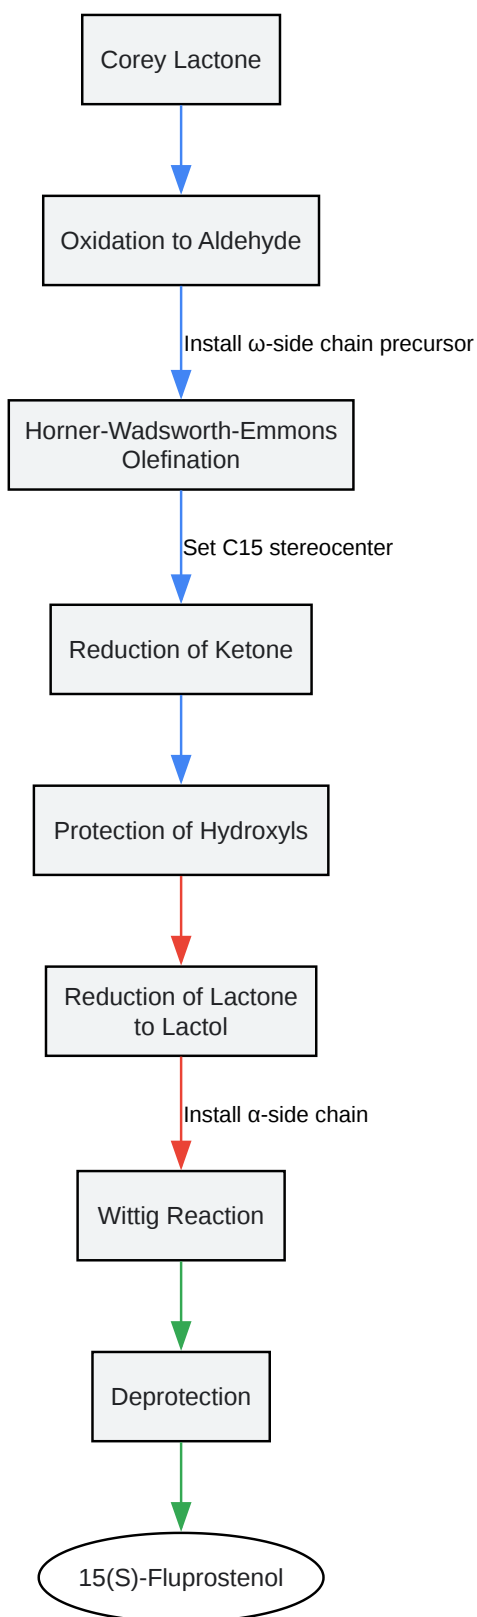 Corey Lactone
Oxidation to Aldehyde
Install ω-side chain precursor
Horner-Wadsworth-Emmons
Olefination
Set C15 stereocenter
Reduction of Ketone
Protection of Hydroxyls
Reduction of Lactone
to Lactol
Install α-side chain
Wittig Reaction
Deprotection
15(S)-Fluprostenol